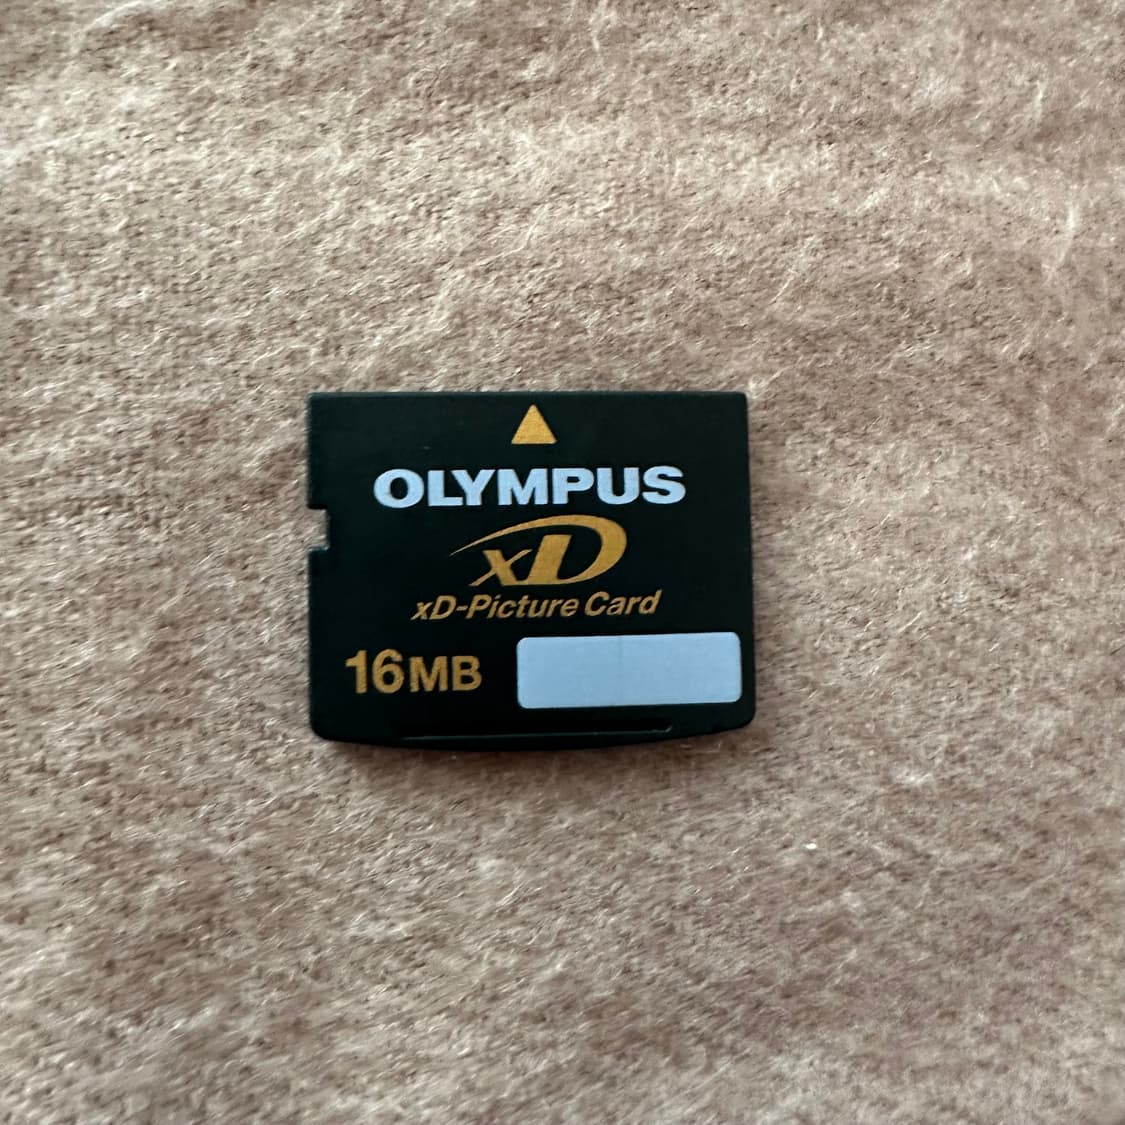 OLYMPUS
xD
xD-Picture Card
16MB